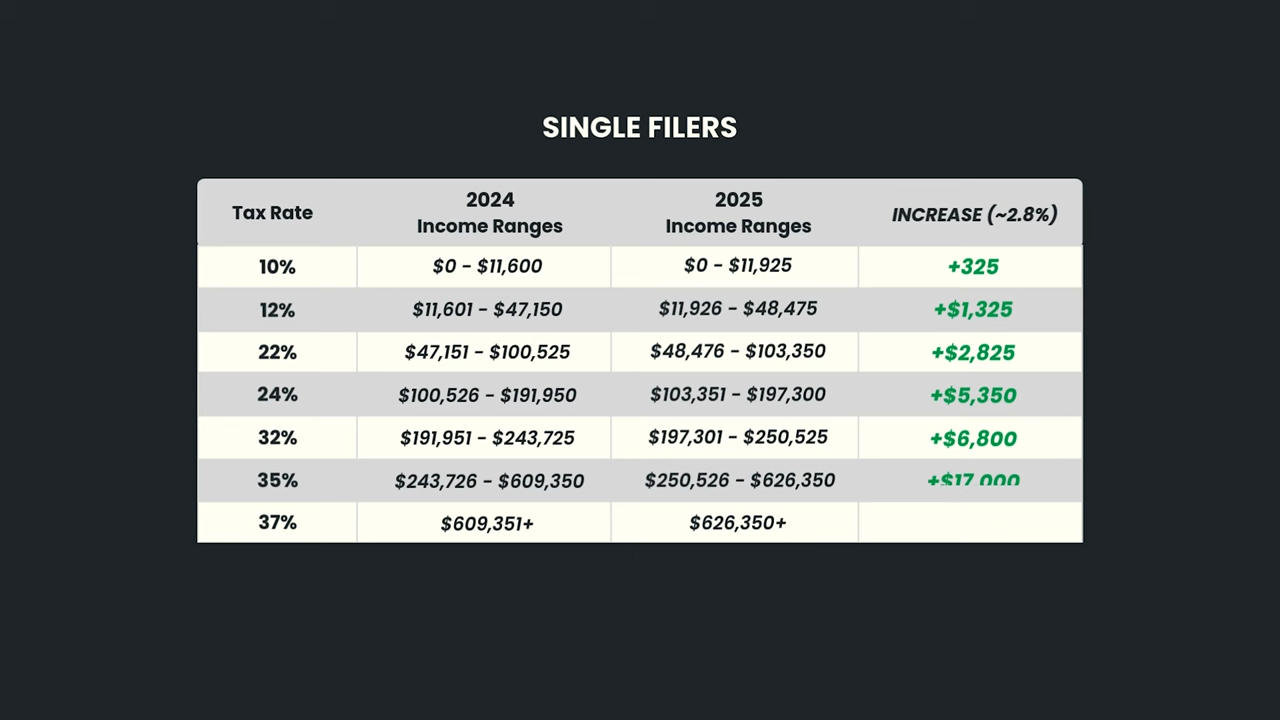 SINGLE FILERS
Tax Rate 2024 Income Ranges 2025 Income Ranges INCREASE (~2.8%)
10% $0 - $11,600 $0 - $11,925 +325
12% $11,601 - $47,150 $11,926 - $48,475 +$1,325
22% $47,151 - $100,525 $48,476 - $103,350 +$2,825
24% $100,526 - $191,950 $103,351 - $197,300 +$5,350
32% $191,951 - $243,725 $197,301 - $250,525 +$6,800
35% $243,726 - $609,350 $250,526 - $626,350 +$17,000
37% $609,351+ $626,350+